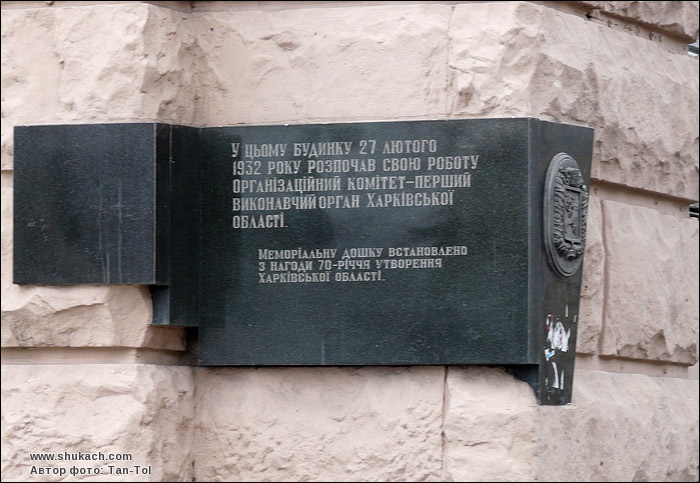 У ЦЬОМУ БУДИНКУ 27 ЛЮТОГО
1932 РОКУ РОЗПОЧАВ СВОЮ РОБОТУ
ОРГАНІЗАЦІЙНИЙ КОМІТЕТ–ПЕРШИЙ
ВИКОНАВЧИЙ ОРГАН ХАРКІВСЬКОЇ
ОБЛАСТІ.
МЕМОРІАЛЬНУ ДОШКУ ВСТАНОВЛЕНО
З НАГОДИ 70-РІЧЧЯ УТВОРЕННЯ
ХАРКІВСЬКОЇ ОБЛАСТІ.
www.shukach.com
Автор фото: Tan-Tol